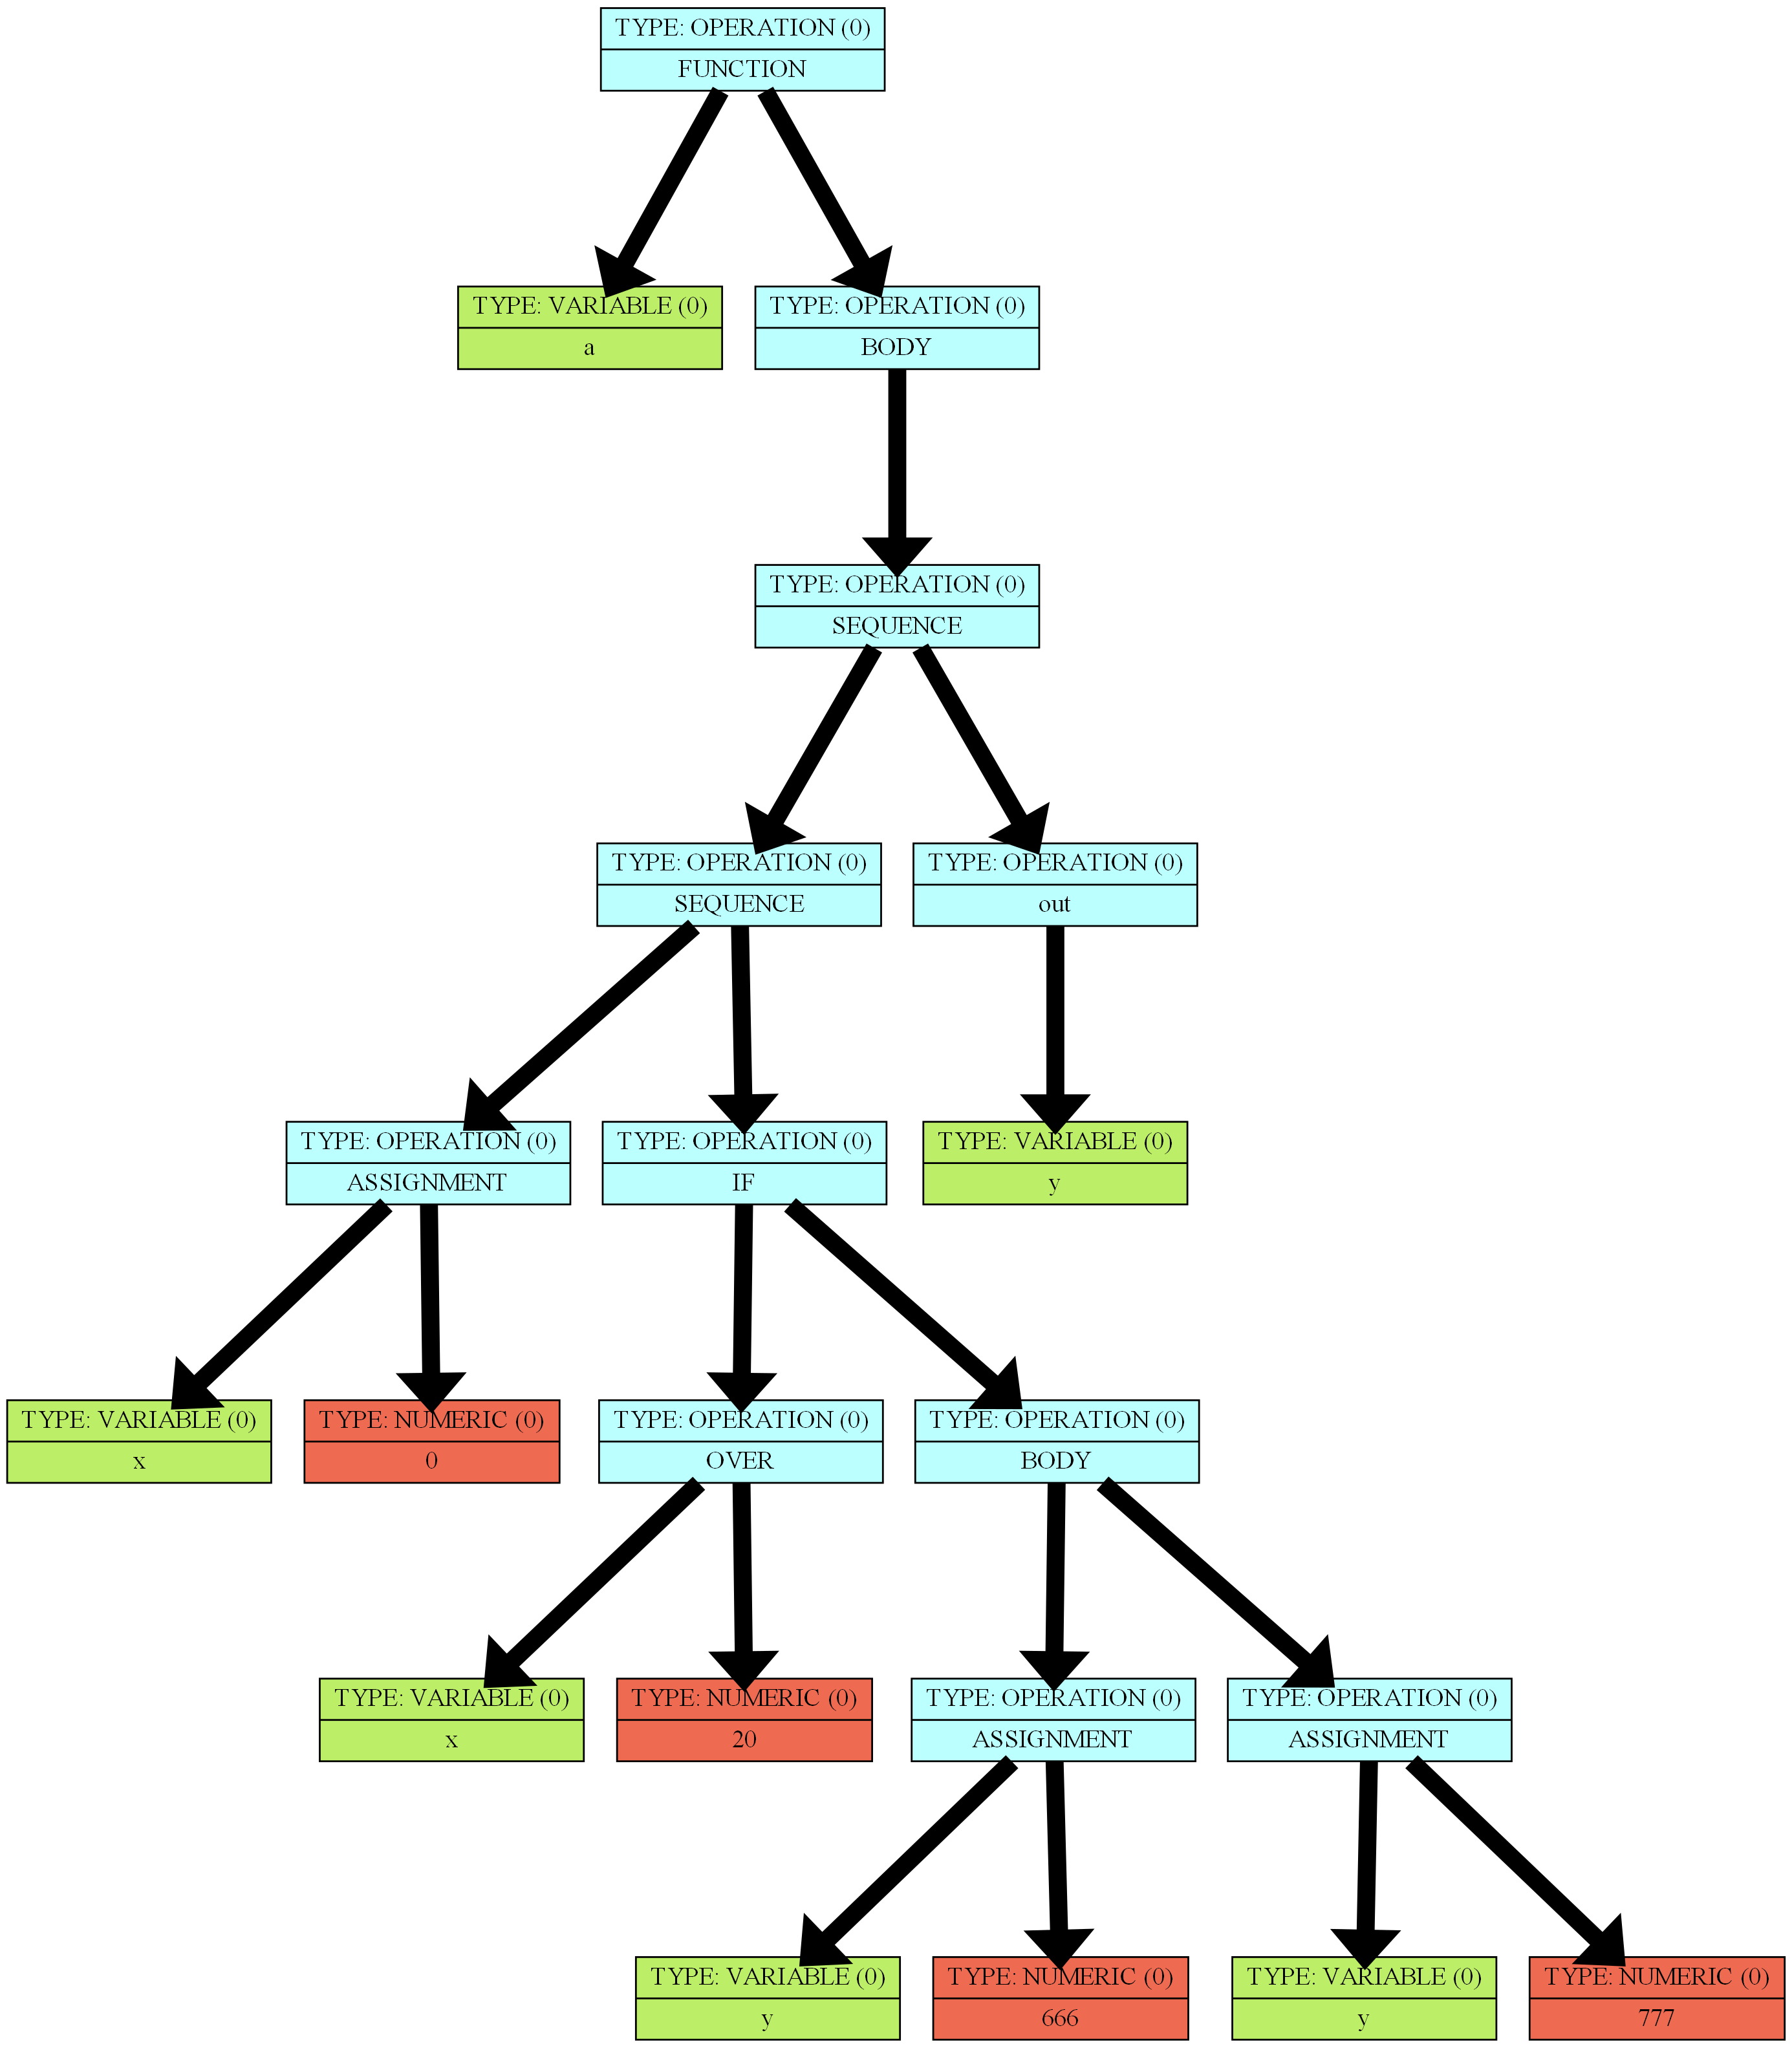 TYPE: OPERATION (0)
FUNCTION
TYPE: VARIABLE (0)
a
TYPE: OPERATION (0)
BODY
TYPE: OPERATION (0)
SEQUENCE
TYPE: OPERATION (0)
SEQUENCE
TYPE: OPERATION (0)
out
TYPE: OPERATION (0)
ASSIGNMENT
TYPE: OPERATION (0)
IF
TYPE: VARIABLE (0)
y
TYPE: VARIABLE (0)
x
TYPE: NUMERIC (0)
0
TYPE: OPERATION (0)
OVER
TYPE: OPERATION (0)
BODY
TYPE: VARIABLE (0)
x
TYPE: NUMERIC (0)
20
TYPE: OPERATION (0)
ASSIGNMENT
TYPE: OPERATION (0)
ASSIGNMENT
TYPE: VARIABLE (0)
y
TYPE: NUMERIC (0)
666
TYPE: VARIABLE (0)
y
TYPE: NUMERIC (0)
777